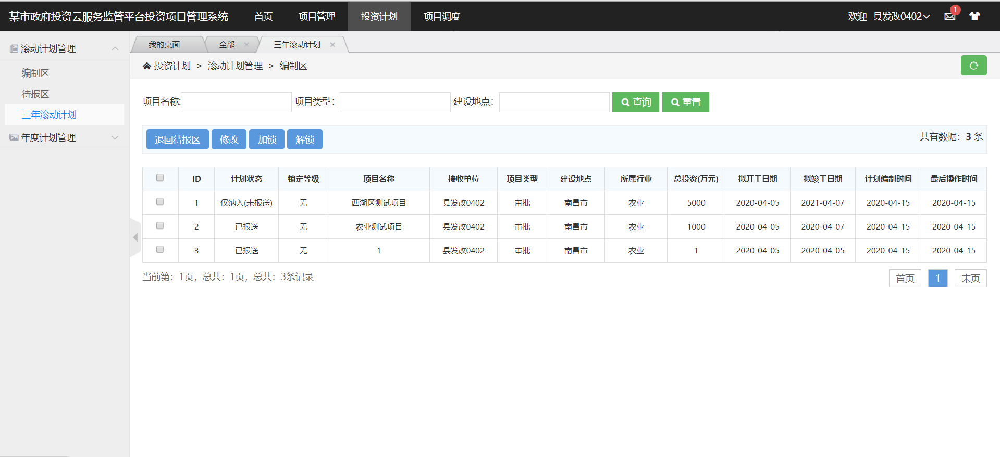 某市政府投资云服务监管平台投资项目管理系统 首页 项目管理 投资计划 项目调度 欢迎 县发改0402 1
滚动计划管理
编制区
待报区
三年滚动计划
年度计划管理
我的桌面 全部 三年滚动计划
投资计划 > 滚动计划管理 > 编制区
项目名称: 项目类型： 建设地点： 查询 重置
退回待报区 修改 加锁 解锁 共有数据：3 条
ID 计划状态 锁定等级 项目名称 接收单位 项目类型 建设地点 所属行业 总投资(万元) 拟开工日期 拟竣工日期 计划编制时间 最后操作时间
1 仅纳入(未报送) 无 西湖区测试项目 县发改0402 审批 南昌市 农业 5000 2020-04-05 2021-04-07 2020-04-15 2020-04-15
2 已报送 无 农业测试项目 县发改0402 审批 南昌市 农业 1000 2020-04-05 2020-04-07 2020-04-15 2020-04-15
3 已报送 无 1 县发改0402 审批 南昌市 农业 1 2020-04-05 2020-04-05 2020-04-15 2020-04-15
当前第：1页，总共：1页，总共：3条记录 首页 1 末页